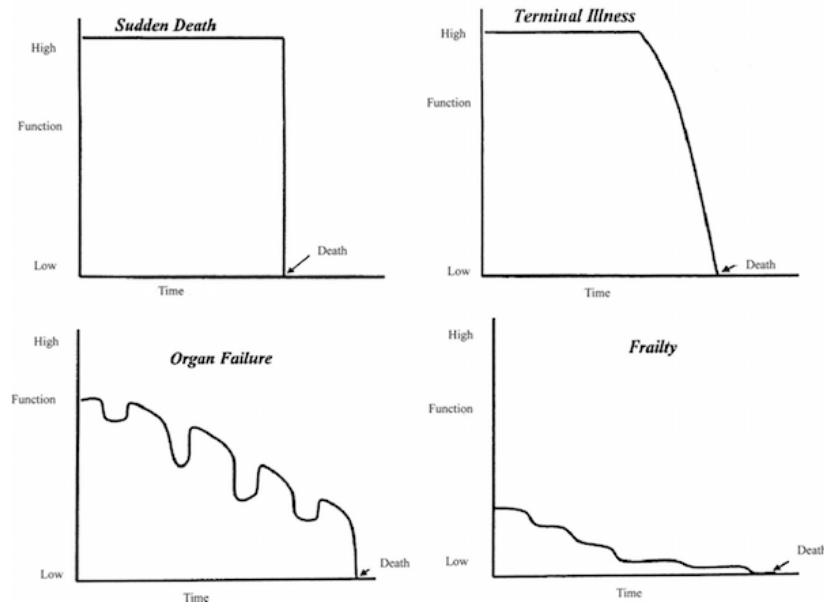 Sudden Death
High
Function
Low
Death
Time
Terminal Illness
High
Function
Low
Death
Time
Organ Failure
High
Function
Low
Death
Time
Frailty
High
Function
Low
Death
Time